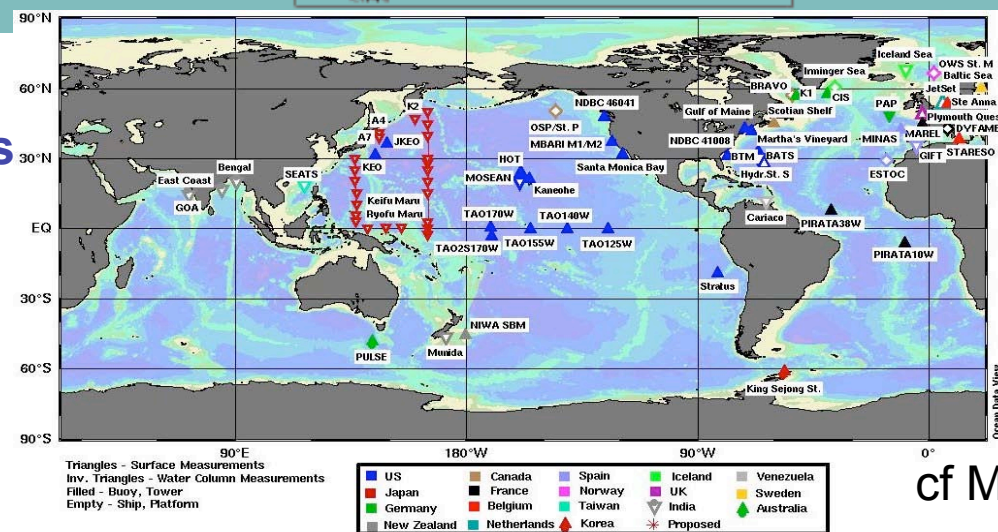 90°N
60°N
30°N
EQ
30°S
60°S
90°S
90°E
180°W
90°W
0°
s
K2
A4
A7
JKEO
KEO
Bengal
East Coast
GOA
SEATS
Keifu Maru
Ryofu Maru
OSP/St. P
NDBC 46041
MBARI M1/M2
Santa Monica Bay
HOT
MOSEAN
Kaneohe
TAO170W
TAO140W
TAO2S170W
TAO155W
TAO125W
Stratus
NIWA SBM
Munida
PULSE
King Sejong St.
Gulf of Maine
NDBC 41008
Scotian Shelf
Martha's Vineyard
BTM
BATS
Hydr.St. S
Cariaco
PIRATA38W
PIRATA10W
BRAVO
K1
Irminger Sea
CIS
Iceland Sea
OWS St. M
Baltic Sea
JetSet
Ste Anna
PAP
Plymouth Ques
MINAS
MAREL
DYFAME
GIFT
STARESO
ESTOC
Ocean Data View
Triangles - Surface Measurements
Inv. Triangles - Water Column Measurements
Filled - Buoy, Tower
Empty - Ship, Platform
US
Canada
Spain
Iceland
Venezuela
Japan
France
Norway
UK
Sweden
Germany
Belgium
Taiwan
India
Australia
New Zealand
Netherlands
Korea
Proposed
cf M